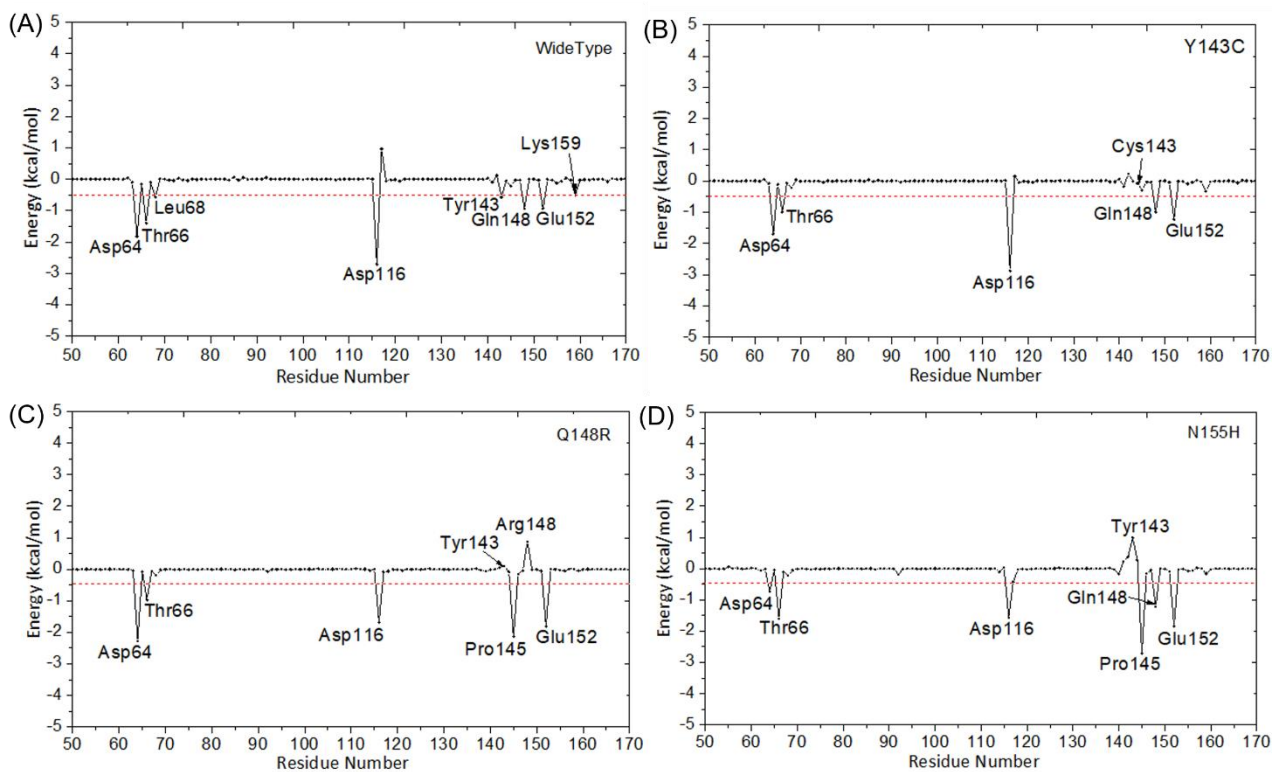 (A)
WideType
Energy (kcal/mol)
5
4
3
2
1
0
-1
-2
-3
-4
-5
Lys159
Leu68
Thr66
Asp64
Asp116
Tyr143
Gln148
Glu152
50 60 70 80 90 100 110 120 130 140 150 160 170
Residue Number
(B)
Y143C
Energy (kcal/mol)
5
4
3
2
1
0
-1
-2
-3
-4
-5
Cys143
Thr66
Asp64
Asp116
Gln148
Glu152
50 60 70 80 90 100 110 120 130 140 150 160 170
Residue Number
(C)
Q148R
Energy (kcal/mol)
5
4
3
2
1
0
-1
-2
-3
-4
-5
Arg148
Tyr143
Thr66
Asp64
Asp116
Pro145
Glu152
50 60 70 80 90 100 110 120 130 140 150 160 170
Residue Number
(D)
N155H
Energy (kcal/mol)
5
4
3
2
1
0
-1
-2
-3
-4
-5
Tyr143
Asp64
Thr66
Asp116
Gln148
Glu152
Pro145
50 60 70 80 90 100 110 120 130 140 150 160 170
Residue Number